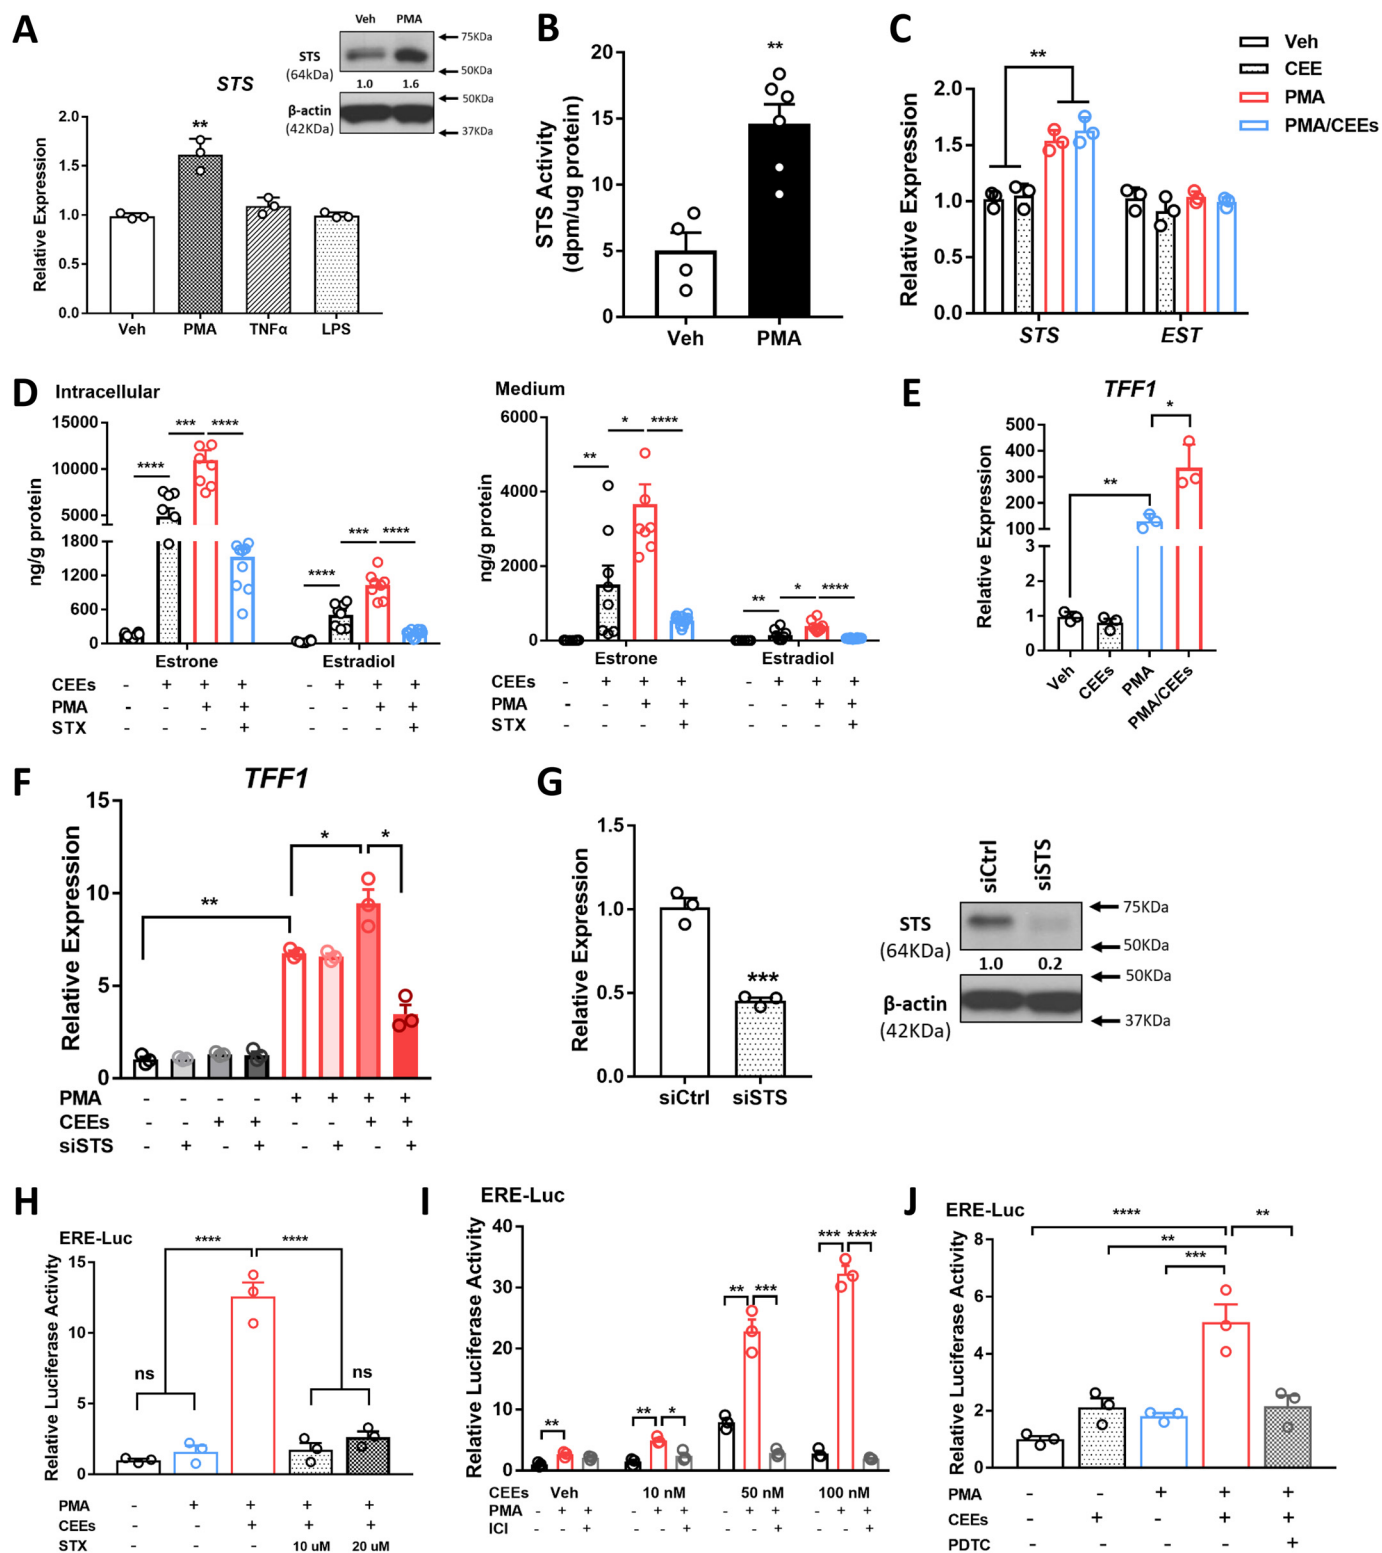 A
STS
Veh PMA
STS
(64kDa)
75KDa
50KDa
1.0 1.6
β-actin
(42KDa)
50KDa
37KDa
Relative Expression
2.0
1.5
1.0
0.5
0.0
**
Veh PMA TNFα LPS
B
STS Activity
(dpm/ug protein)
20
15
10
5
0
**
Veh PMA
C
Relative Expression
2.0
1.5
1.0
0.5
0.0
**
STS EST
Veh
CEE
PMA
PMA/CEEs
D
Intracellular
ng/g protein
15000
10000
5000
1800
1200
600
0
**** *** ****
**** *** ****
Estrone Estradiol
CEEs - + + + - + + +
PMA - - + + - - + +
STX - - - + - - - +
Medium
ng/g protein
6000
4000
2000
0
** * ****
** * ****
Estrone Estradiol
CEEs - + + + - + + +
PMA - - + + - - + +
STX - - - + - - - +
E
TFF1
Relative Expression
500
400
300
200
100
3
2
1
0
** *
Veh CEEs PMA PMA/CEEs
F
TFF1
Relative Expression
15
10
5
0
** * *
PMA - - - - + + + +
CEEs - - + + - - + +
siSTS - + - + - + - +
G
Relative Expression
1.5
1.0
0.5
0.0
***
siCtrl siSTS
siCtrl siSTS
STS
(64KDa)
75KDa
50KDa
1.0 0.2
β-actin
(42KDa)
50KDa
37KDa
H
ERE-Luc
Relative Luciferase Activity
15
10
5
0
**** ****
ns ns
PMA - + + + +
CEEs - - + + +
STX - - - 10 uM 20 uM
I
ERE-Luc
Relative Luciferase Activity
40
30
20
10
0
** ** * ** *** *** ****
CEEs Veh 10 nM 50 nM 100 nM
PMA - + + - + + - + + - + +
ICI - - + - - + - - + - - +
J
ERE-Luc
Relative Luciferase Activity
8
6
4
2
0
**** **
**
***
PMA - - + + +
CEEs - + - + +
PDTC - - - - +